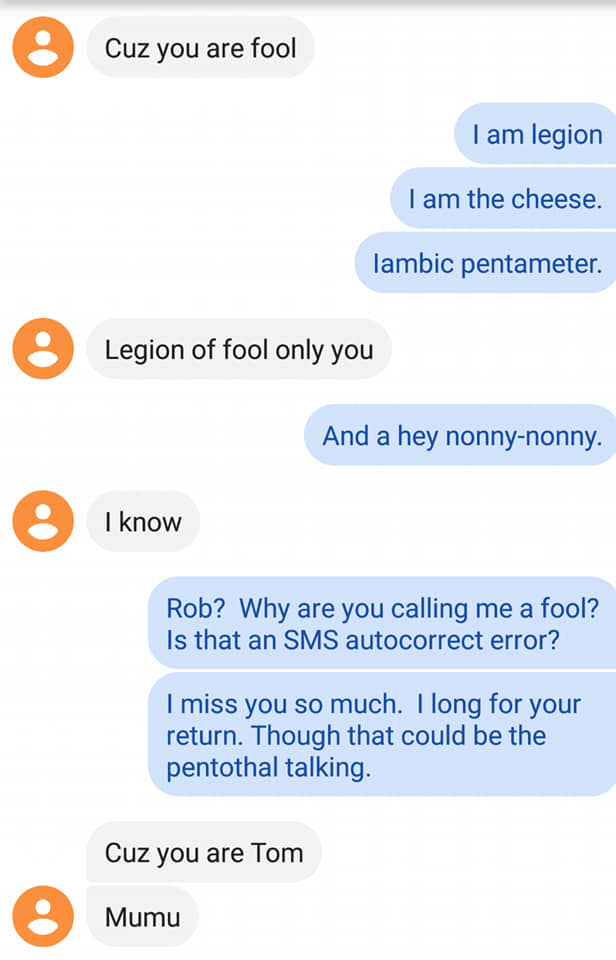 Cuz you are fool
I am legion
I am the cheese.
Iambic pentameter.
Legion of fool only you
And a hey nonny-nonny.
I know
Rob?  Why are you calling me a fool?
Is that an SMS autocorrect error?
I miss you so much.  I long for your
return. Though that could be the
pentothal talking.
Cuz you are Tom
Mumu